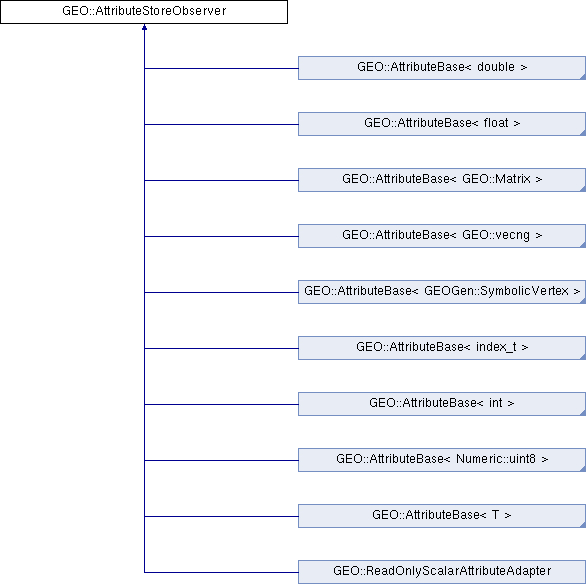 GEO::AttributeStoreObserver
GEO::AttributeBase< double >
GEO::AttributeBase< float >
GEO::AttributeBase< GEO::Matrix >
GEO::AttributeBase< GEO::vecng >
GEO::AttributeBase< GEOGen::SymbolicVertex >
GEO::AttributeBase< index_t >
GEO::AttributeBase< int >
GEO::AttributeBase< Numeric::uint8 >
GEO::AttributeBase< T >
GEO::ReadOnlyScalarAttributeAdapter